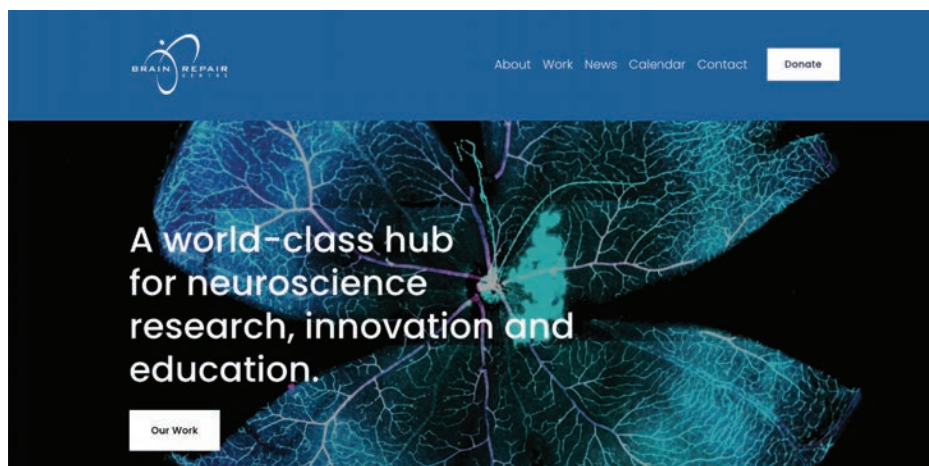 BRAIN REPAIR
CENTRE
About Work News Calendar Contact Donate
A world-class hub
for neuroscience
research, innovation and
education.
Our Work